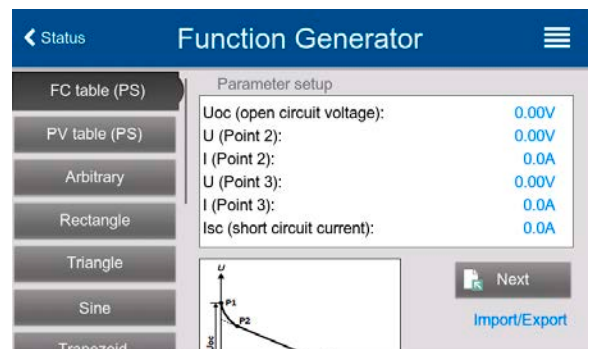 Status
Function Generator
FC table (PS)
PV table (PS)
Arbitrary
Rectangle
Triangle
Sine
Trapezoid
Parameter setup
Uoc (open circuit voltage): 0.00V
U (Point 2): 0.00V
I (Point 2): 0.0A
U (Point 3): 0.00V
I (Point 3): 0.0A
Isc (short circuit current): 0.0A
U
P1
P2
Uoc
Next
Import/Export